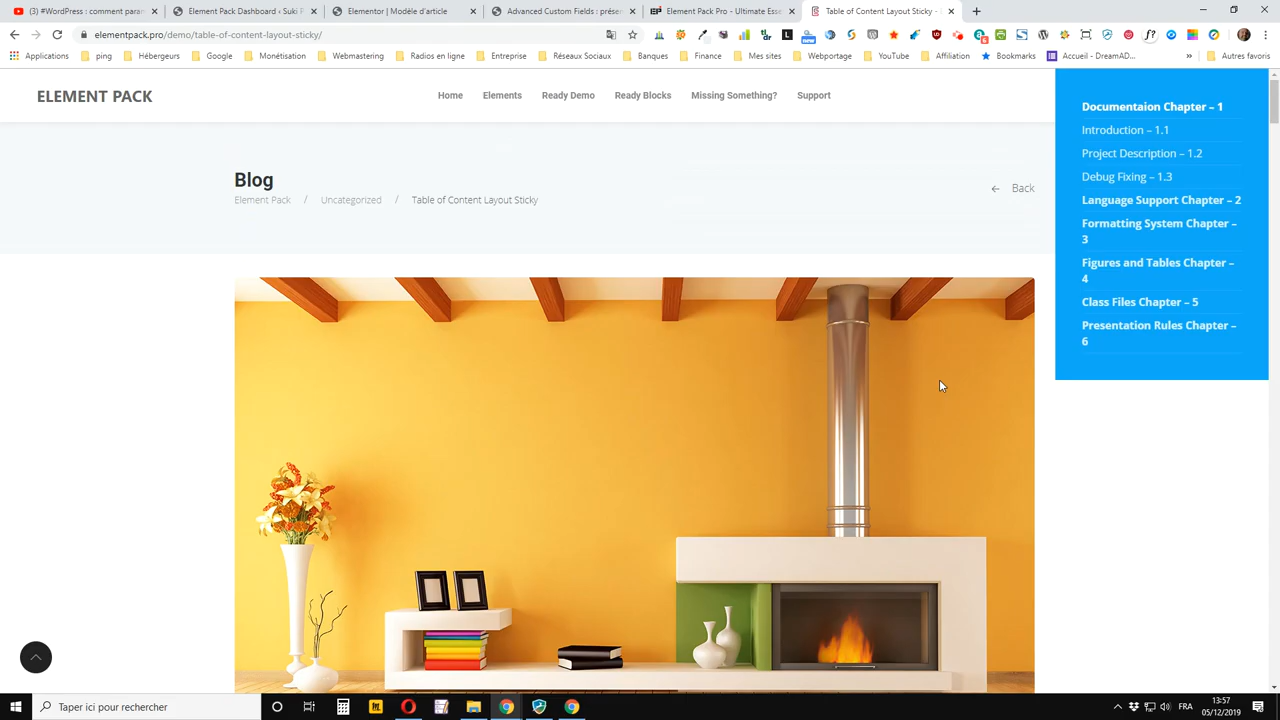 (3) #WordPress : comment param
Element Pack Dashboard ‹ Suki P
Elementor | Modèle d'article
Advanced Custom Fields : présen
Element Pack Pro - Ultimate Esse
Table of Content Layout Sticky -
elementpack.pro/demo/table-of-content-layout-sticky/
Applications
ping
Hébergeurs
Google
Monétisation
Webmastering
Radios en lignes
Entreprise
Réseaux Sociaux
Banques
Finance
Mes sites
Webportage
YouTube
Affiliation
Bookmarks
Accueil - DreamAD...
»
Autres favoris
ELEMENT PACK
Home
Elements
Ready Demo
Ready Blocks
Missing Something?
Support
Documentaion Chapter – 1
Introduction – 1.1
Project Description – 1.2
Debug Fixing – 1.3
Language Support Chapter – 2
Formatting System Chapter –
3
Figures and Tables Chapter –
4
Class Files Chapter – 5
Presentation Rules Chapter –
6
Blog
Element Pack / Uncategorized / Table of Content Layout Sticky
Back
Taper ici pour rechercher
FRA
13:57
05/12/2019